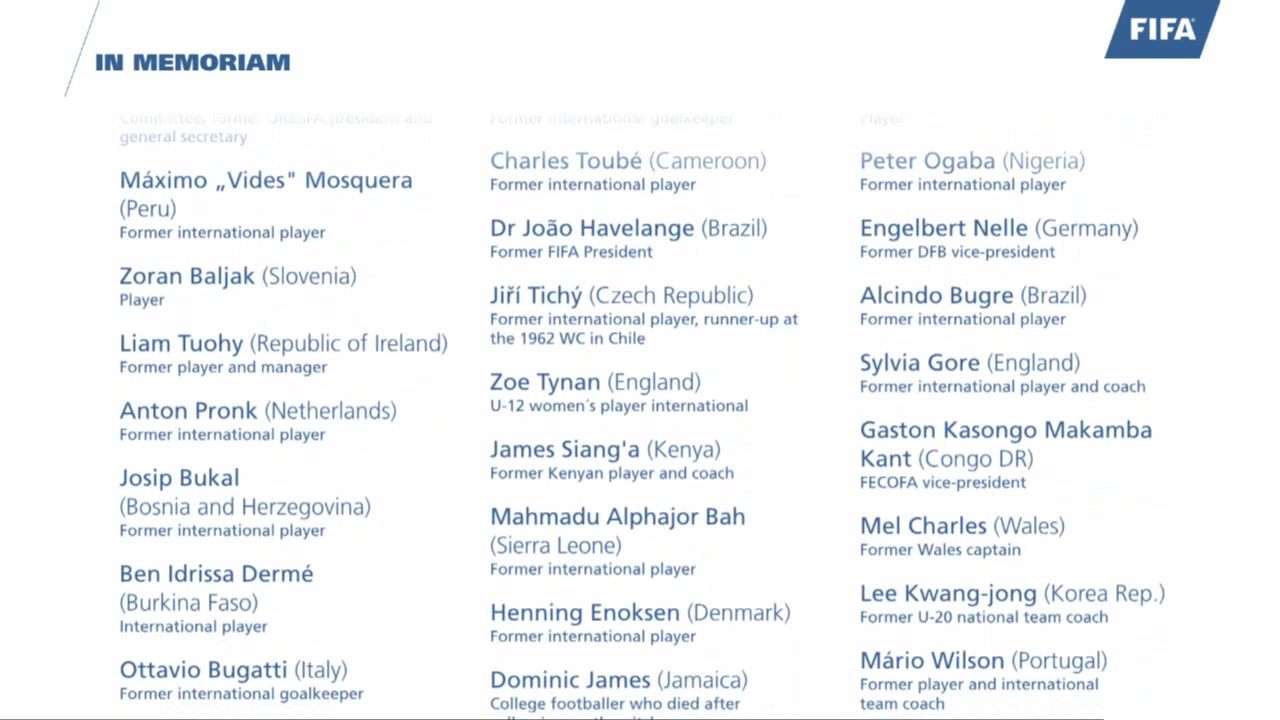 IN MEMORIAM
FIFA
Committee, former URBSFA president and
general secretary
Máximo „Vides" Mosquera
(Peru)
Former international player
Zoran Baljak (Slovenia)
Player
Liam Tuohy (Republic of Ireland)
Former player and manager
Anton Pronk (Netherlands)
Former international player
Josip Bukal
(Bosnia and Herzegovina)
Former international player
Ben Idrissa Dermé
(Burkina Faso)
International player
Ottavio Bugatti (Italy)
Former international goalkeeper
Former international goalkeeper
Charles Toubé (Cameroon)
Former international player
Dr João Havelange (Brazil)
Former FIFA President
Jiří Tichý (Czech Republic)
Former international player, runner-up at
the 1962 WC in Chile
Zoe Tynan (England)
U-12 women´s player international
James Siang'a (Kenya)
Former Kenyan player and coach
Mahmadu Alphajor Bah
(Sierra Leone)
Former international player
Henning Enoksen (Denmark)
Former international player
Dominic James (Jamaica)
College footballer who died after
Player
Peter Ogaba (Nigeria)
Former international player
Engelbert Nelle (Germany)
Former DFB vice-president
Alcindo Bugre (Brazil)
Former international player
Sylvia Gore (England)
Former international player and coach
Gaston Kasongo Makamba
Kant (Congo DR)
FECOFA vice-president
Mel Charles (Wales)
Former Wales captain
Lee Kwang-jong (Korea Rep.)
Former U-20 national team coach
Mário Wilson (Portugal)
Former player and international
team coach